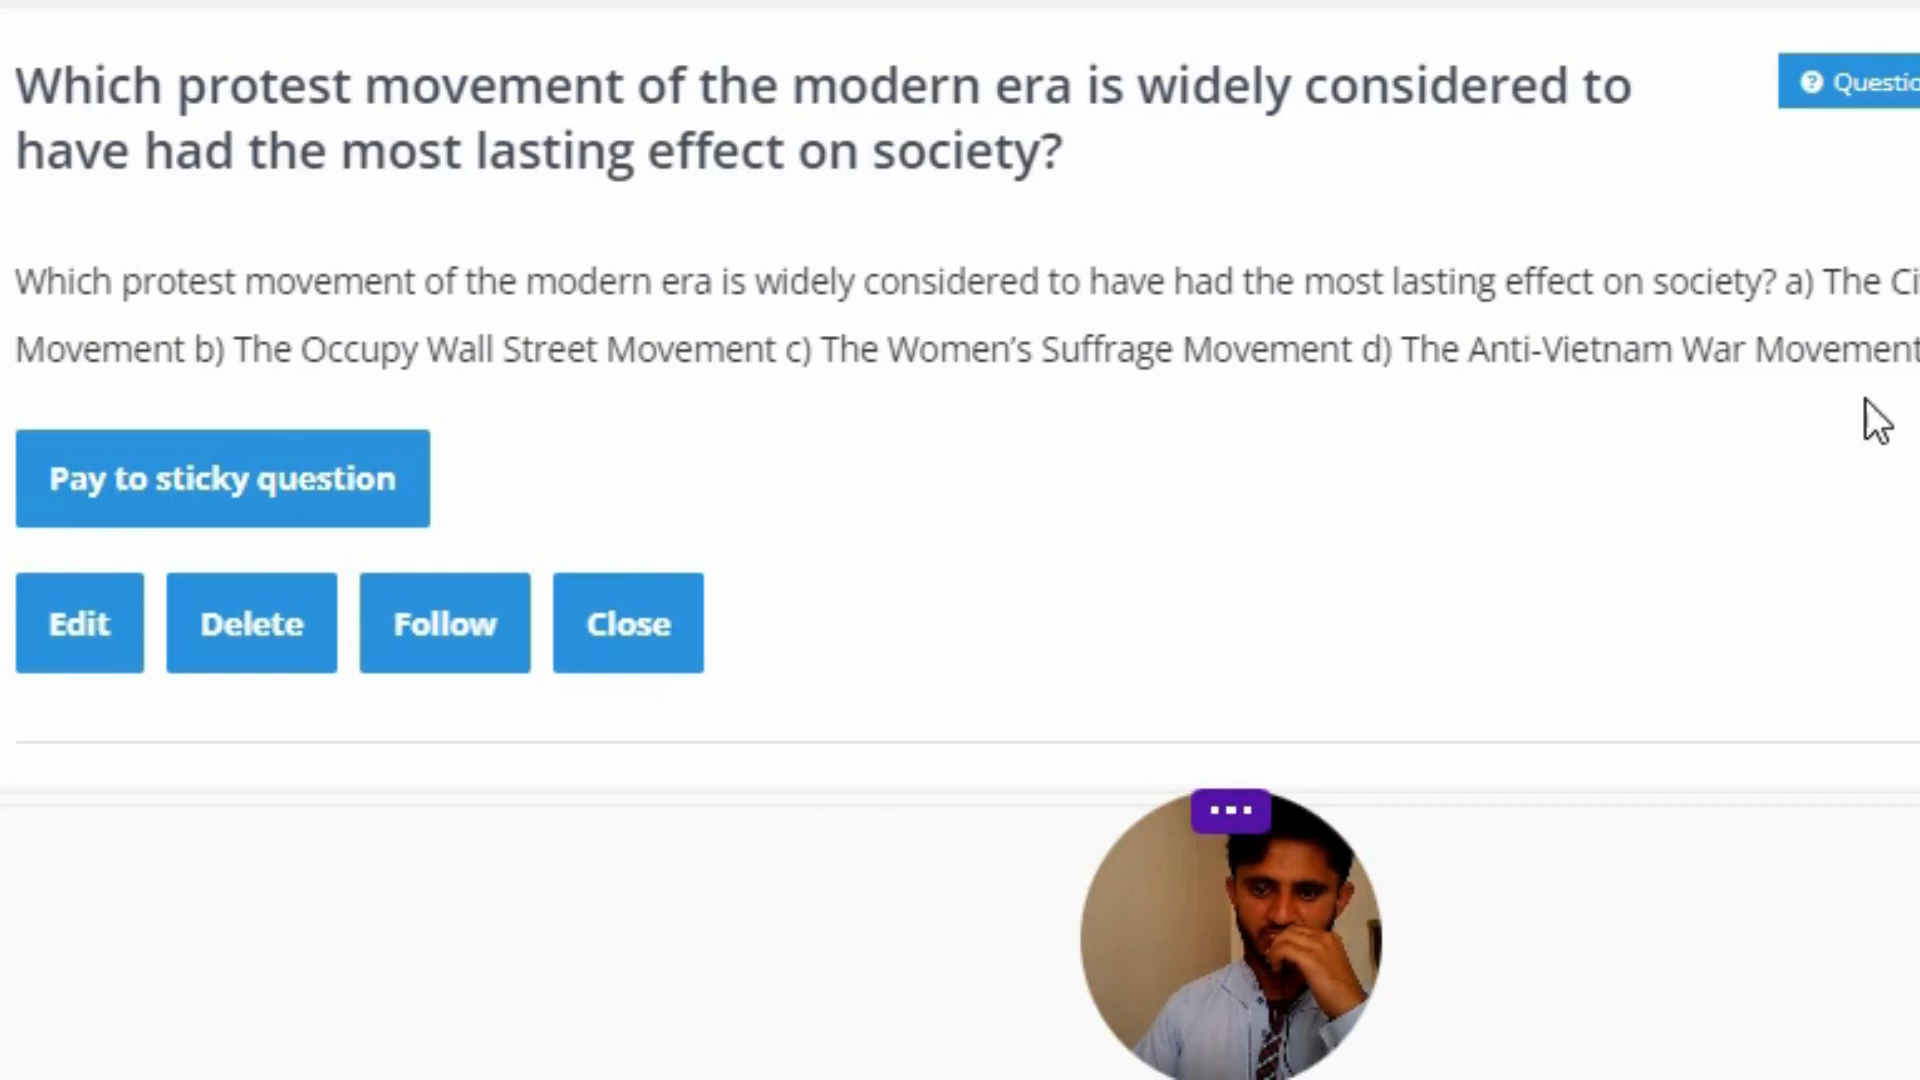 Which protest movement of the modern era is widely considered to
have had the most lasting effect on society?
Which protest movement of the modern era is widely considered to have had the most lasting effect on society? a) The
Movement b) The Occupy Wall Street Movement c) The Women’s Suffrage Movement d) The Anti-Vietnam War Movement
Pay to sticky question
Edit Delete Follow Close